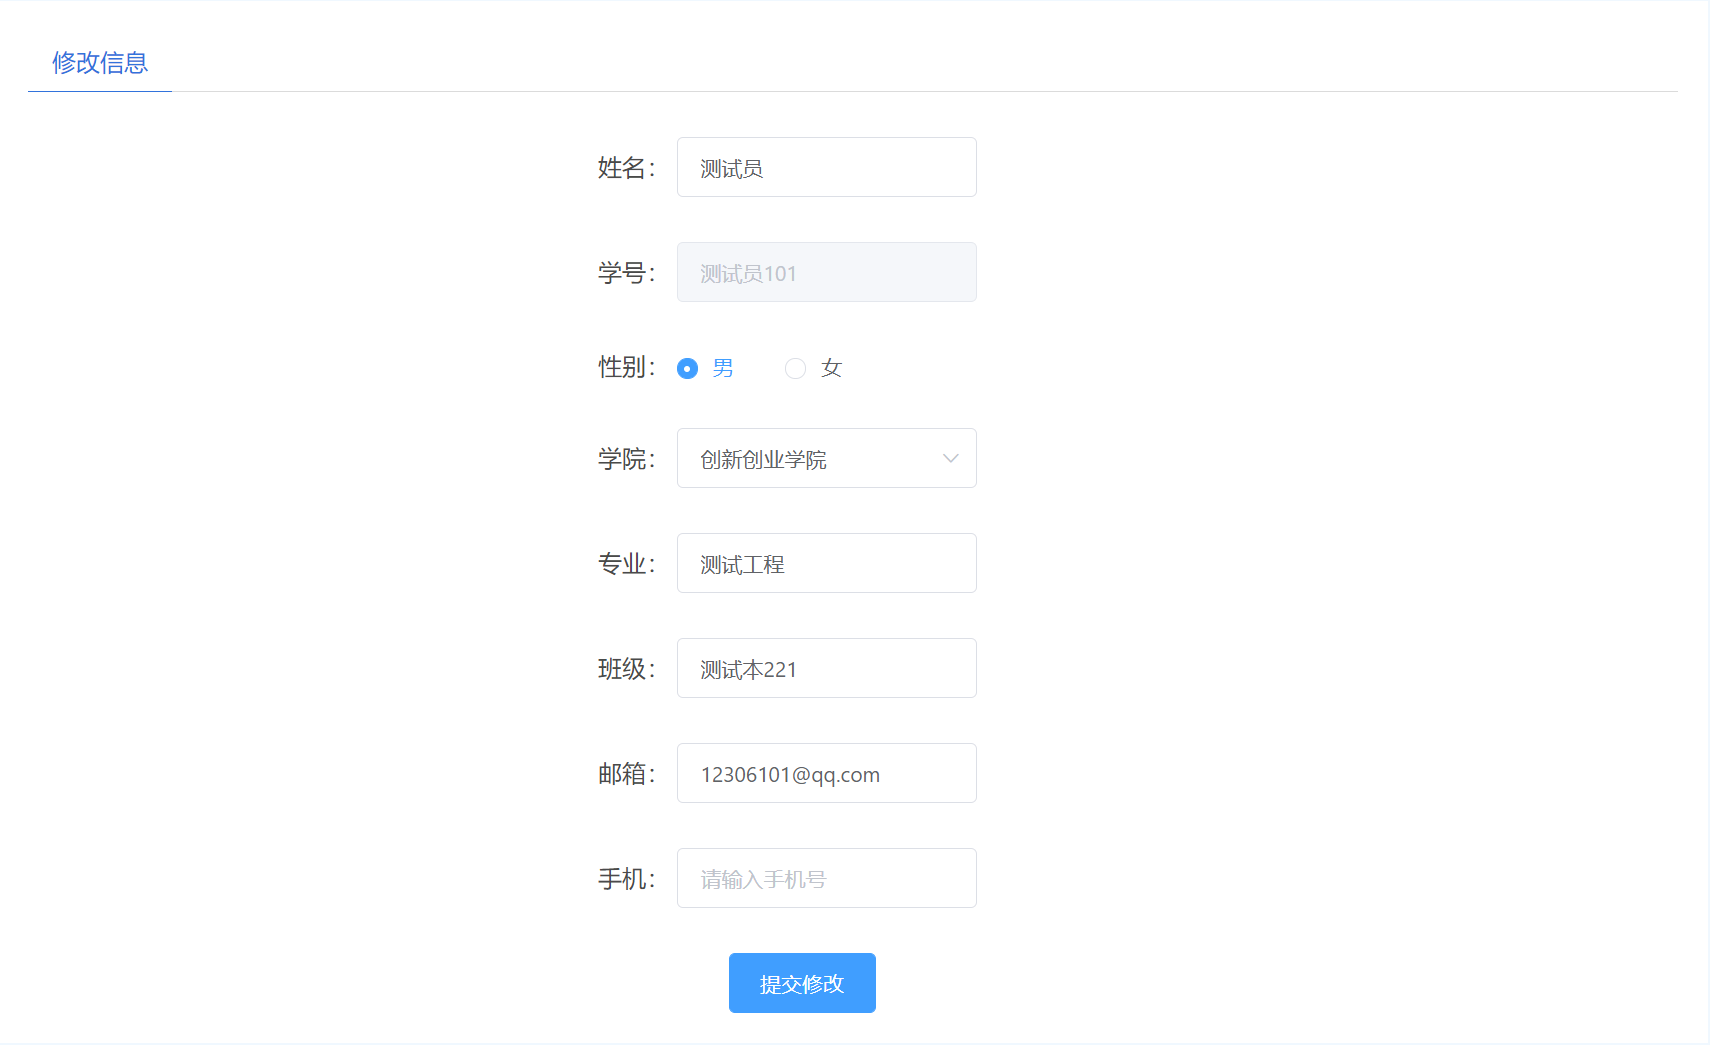 修改信息
姓名： 测试员
学号： 测试员101
性别： 男 女
学院： 创新创业学院
专业： 测试工程
班级： 测试本221
邮箱： 12306101@qq.com
手机： 请输入手机号
提交修改